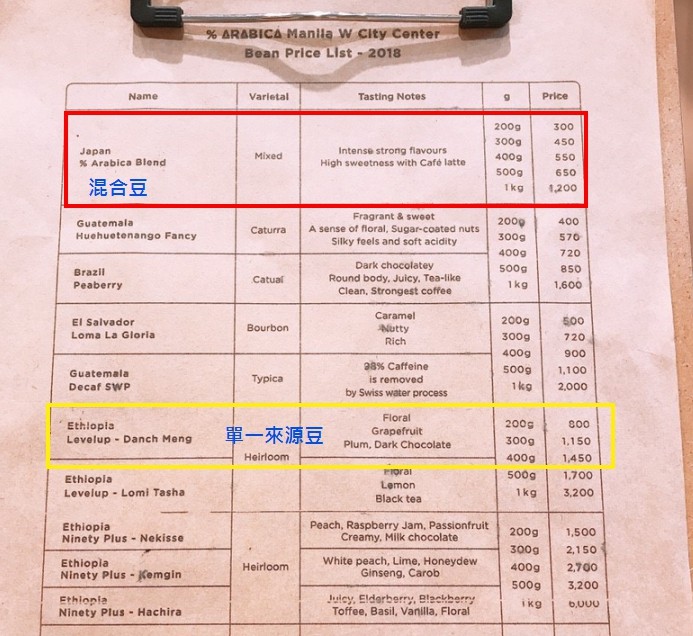 % ARABICA Manila W City Center
Bean Price List - 2018
Name Varietal Tasting Notes g Price
Japan
% Arabica Blend
混合豆
Mixed
Intense strong flavours
High sweetness with Café latte
200g 300
300g 450
400g 550
500g 650
1kg 1,200
Guatemala
Huehuetenango Fancy
Caturra
Fragrant & sweet
A sense of floral, Sugar-coated nuts
Silky feels and soft acidity
Brazil
Peaberry
Catual
Dark chocolatey
Round body, Juicy, Tea-like
Clean, Strongest coffee
200g 400
300g 570
400g 720
500g 850
1kg 1,600
El Salvador
Loma La Gloria
Bourbon
Caramel
Nutty
Rich
Guatemala
Decaf SWP
Typica
98% Caffeine
is removed
by Swiss water process
200g 500
300g 720
400g 900
500g 1,100
1kg 2,000
Ethiopia
Levelup - Danch Meng
單一來源豆
Heirloom
Floral
Grapefruit
Plum, Dark Chocolate
Ethiopia
Levelup - Lomi Tasha
Floral
Lemon
Black tea
200g 800
300g 1,150
400g 1,450
500g 1,700
1kg 3,200
Ethiopia
Ninety Plus - Nekisse
Heirloom
Peach, Raspberry Jam, Passionfruit
Creamy, Milk chocolate
Ethiopia
Ninety Plus - Kemgin
White peach, Lime, Honeydew
Ginseng, Carob
Ethiopia
Ninety Plus - Hachira
Juicy, Elderberry, Blackberry
Toffee, Basil, Vanilla, Floral
200g 1,500
300g 2,150
400g 2,700
500g 3,200
1kg 6,000